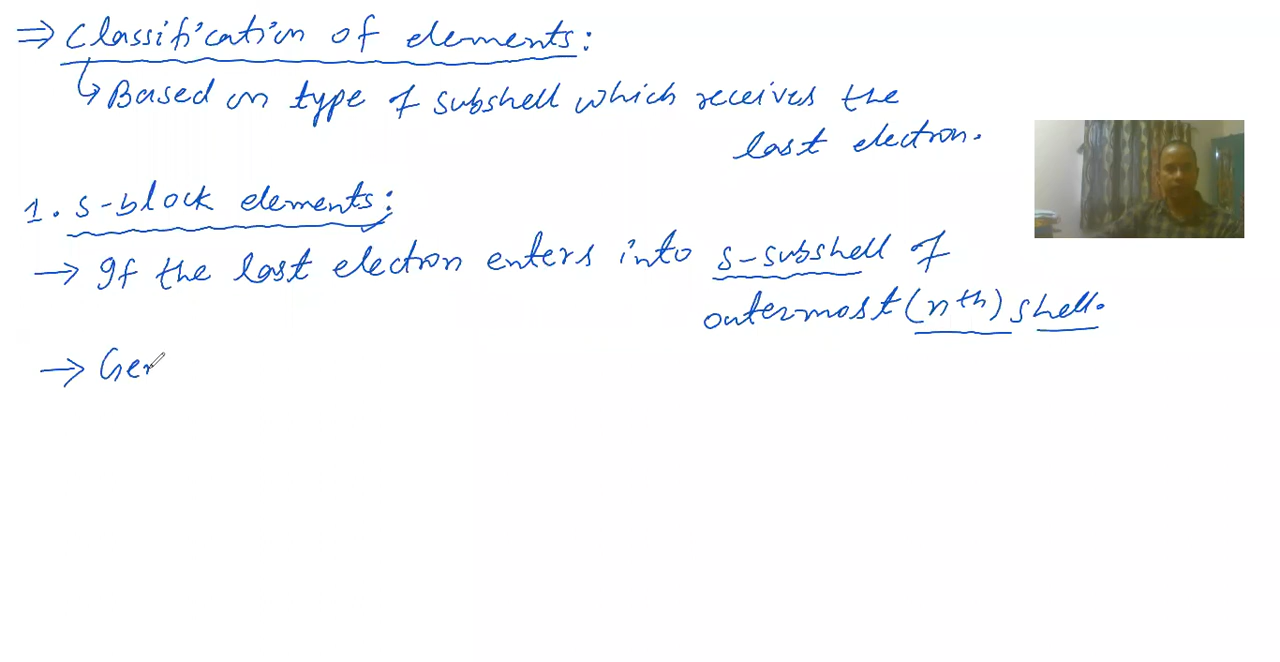 ⇒ Classification of elements:
↳ Based on type of subshell which receives the
last electron.
1. s-block elements:
→ If the last electron enters into s-subshell of
outermost (nth) shell.
→ Gen